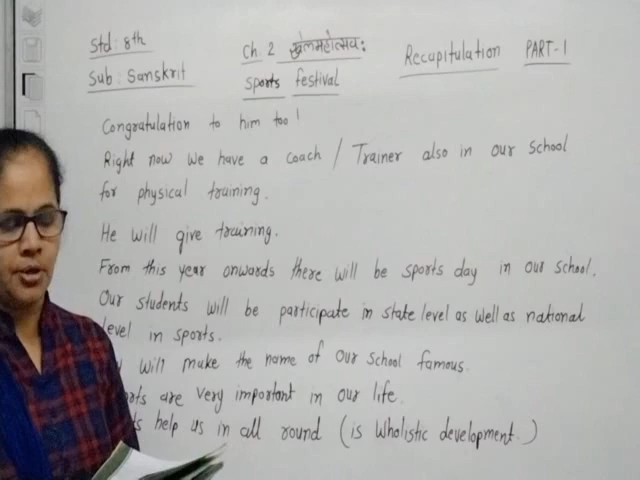 Std : 8th
Ch. 2 खेलमहोत्सवः
Recapitulation PART-1
Sub : Sanskrit
sports festival
Congratulation to him too !
Right now we have a coach / Trainer also in our school
for physical training.
He will give training.
From this year onwards there will be sports day in our school.
Our students will be participate in state level as well as national
level in sports.
will make the name of our school famous.
are very important in our life.
help us in all round (is wholistic development.)